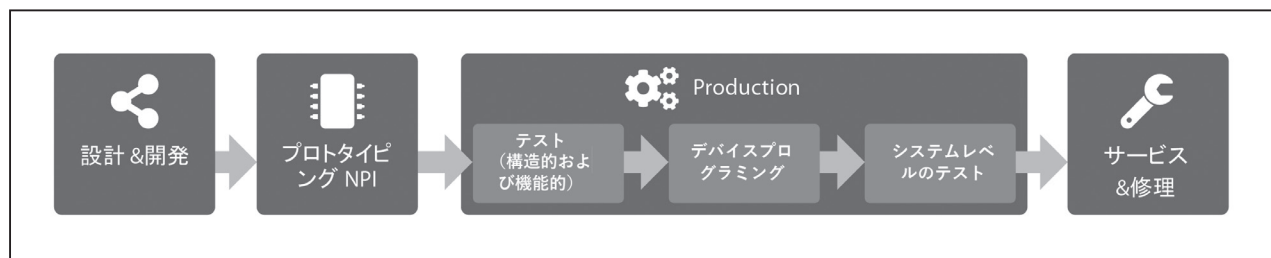 設計&開発
プロトタイピ
ング NPI
Production
テスト
（構造的およ
び機能的）
デバイスプロ
グラミング
システムレベ
ルのテスト
サービス
&修理